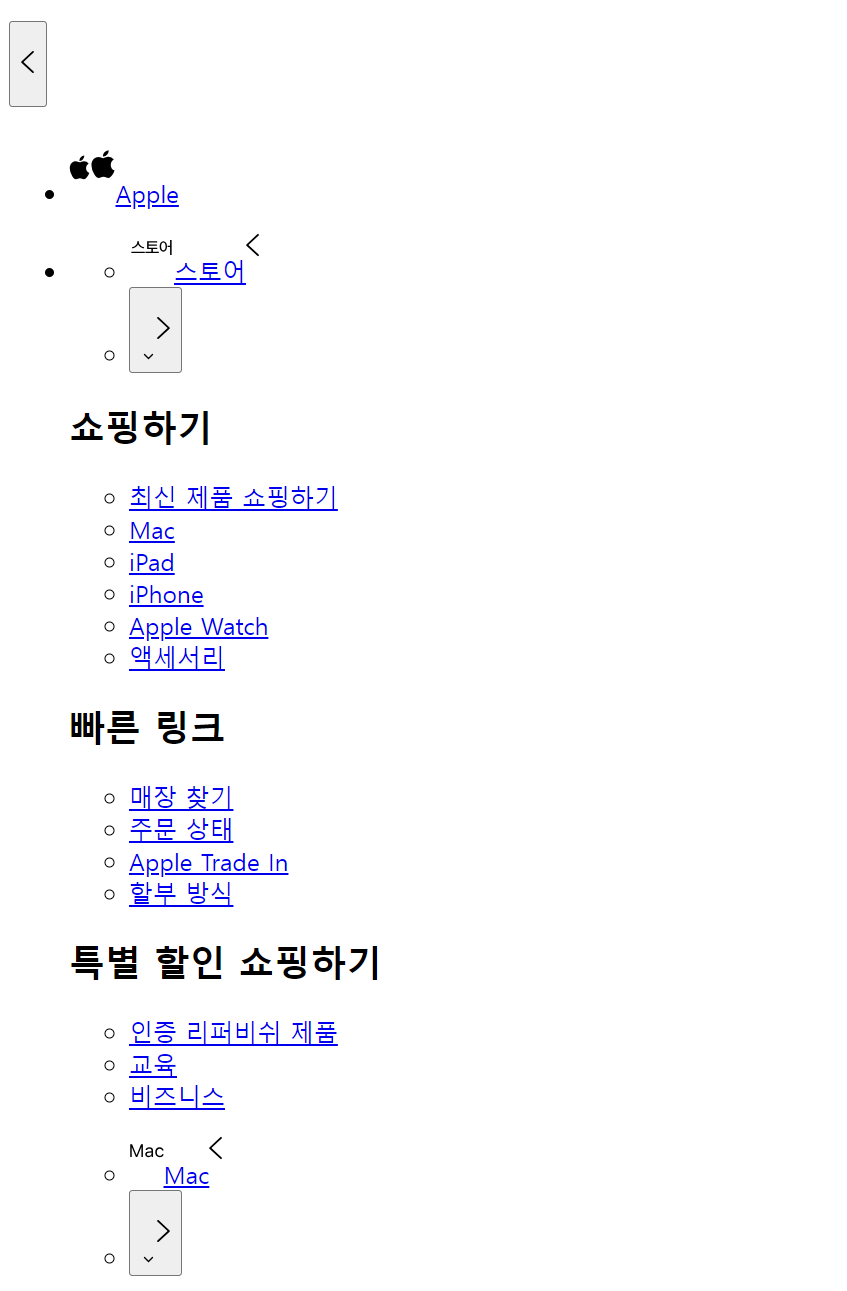 Apple
스토어
스토어
쇼핑하기
최신 제품 쇼핑하기
Mac
iPad
iPhone
Apple Watch
액세서리
빠른 링크
매장 찾기
주문 상태
Apple Trade In
할부 방식
특별 할인 쇼핑하기
인증 리퍼비쉬 제품
교육
비즈니스
Mac
Mac